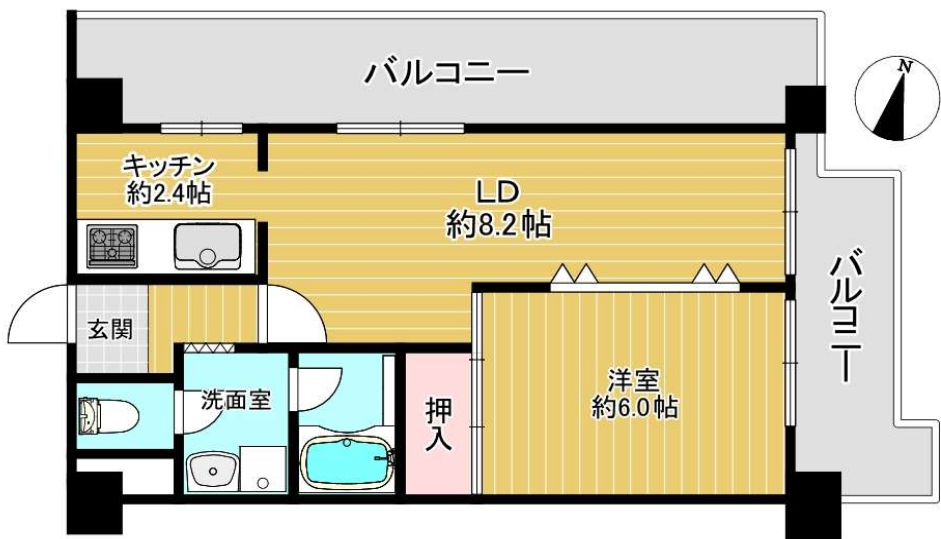 バルコニー
N
キッチン
約2.4帖
LD
約8.2帖
バルコニー
玄関
洗面室
押入
洋室
約6.0帖